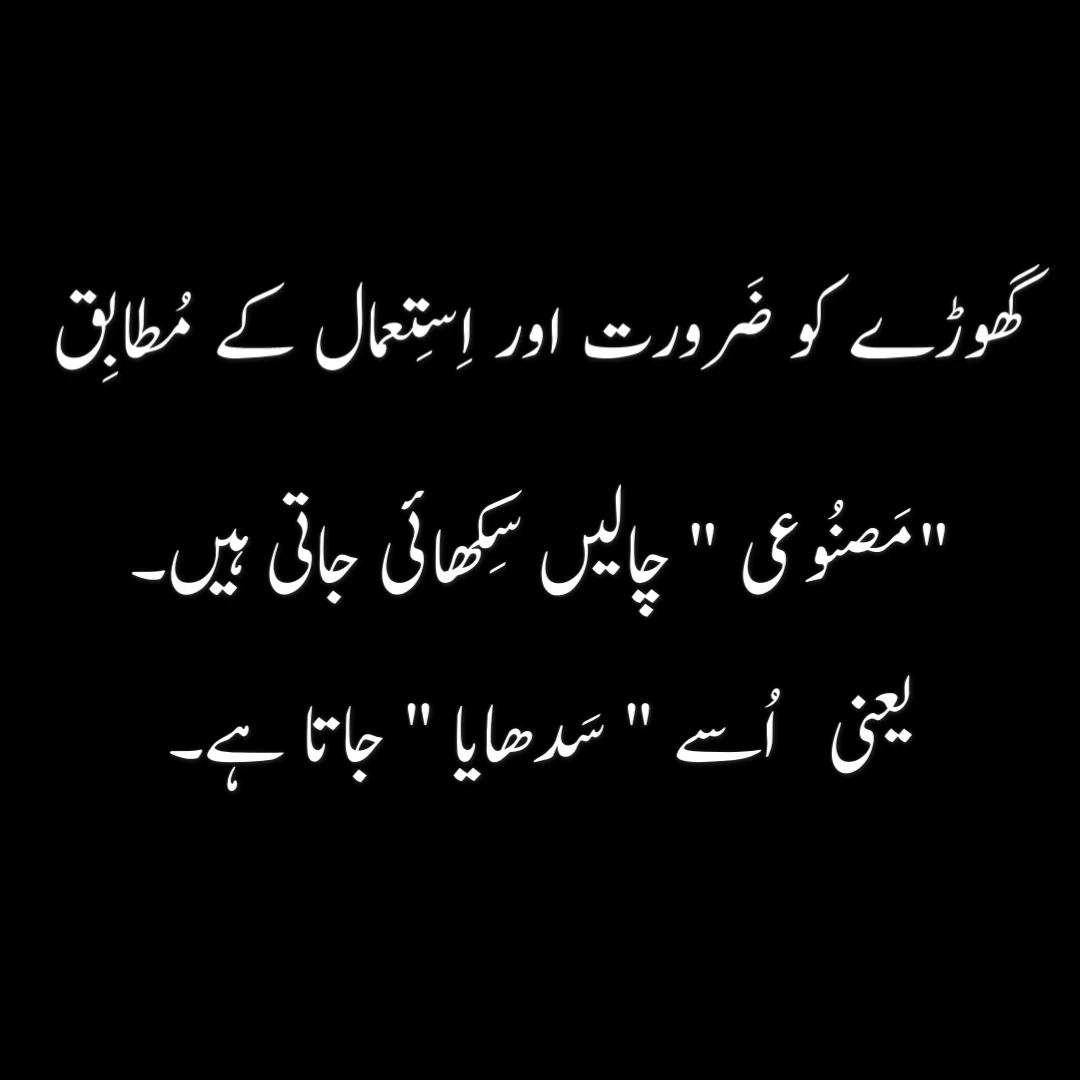 گھوڑے کو ضَرورت اور اِستِعمال کے مُطابِق
"مَصنُوعی " چالیں سِکھائی جاتی ہیں۔
یعنی اُسے " سَدھایا " جاتا ہے۔